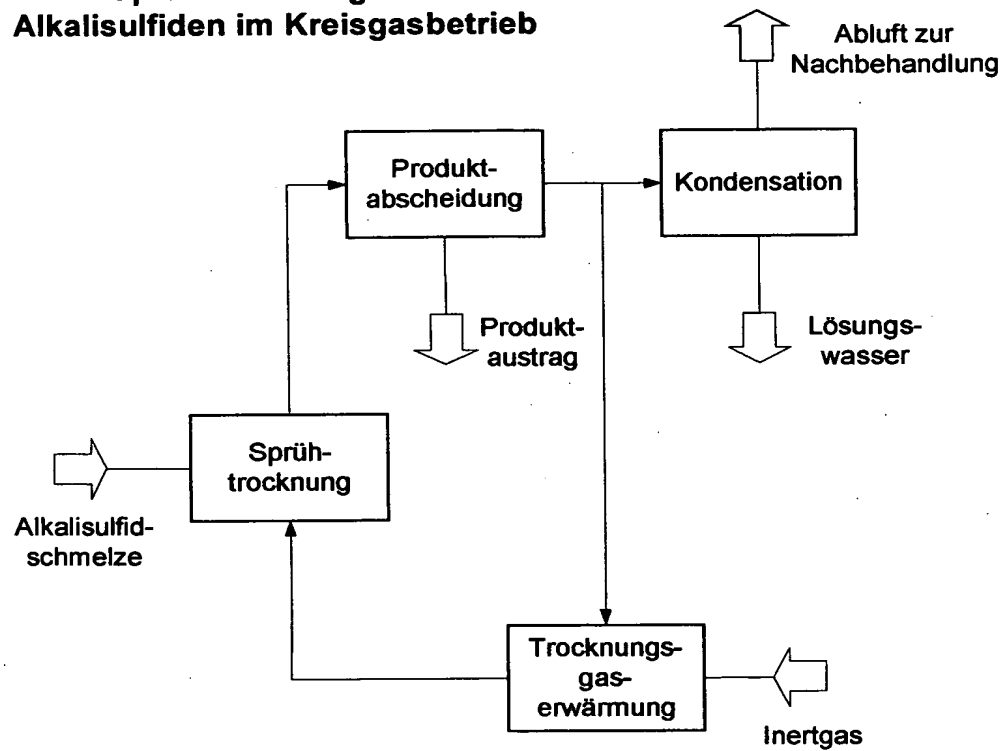 Alkalisulfiden im Kreisgasbetrieb
Abluft zur
Nachbehandlung
Produkt-
abscheidung
Kondensation
Produkt-
austrag
Lösungs-
wasser
Sprüh-
trocknung
Alkalisulfid-
schmelze
Trocknungs-
gas-
erwärmung
Inertgas